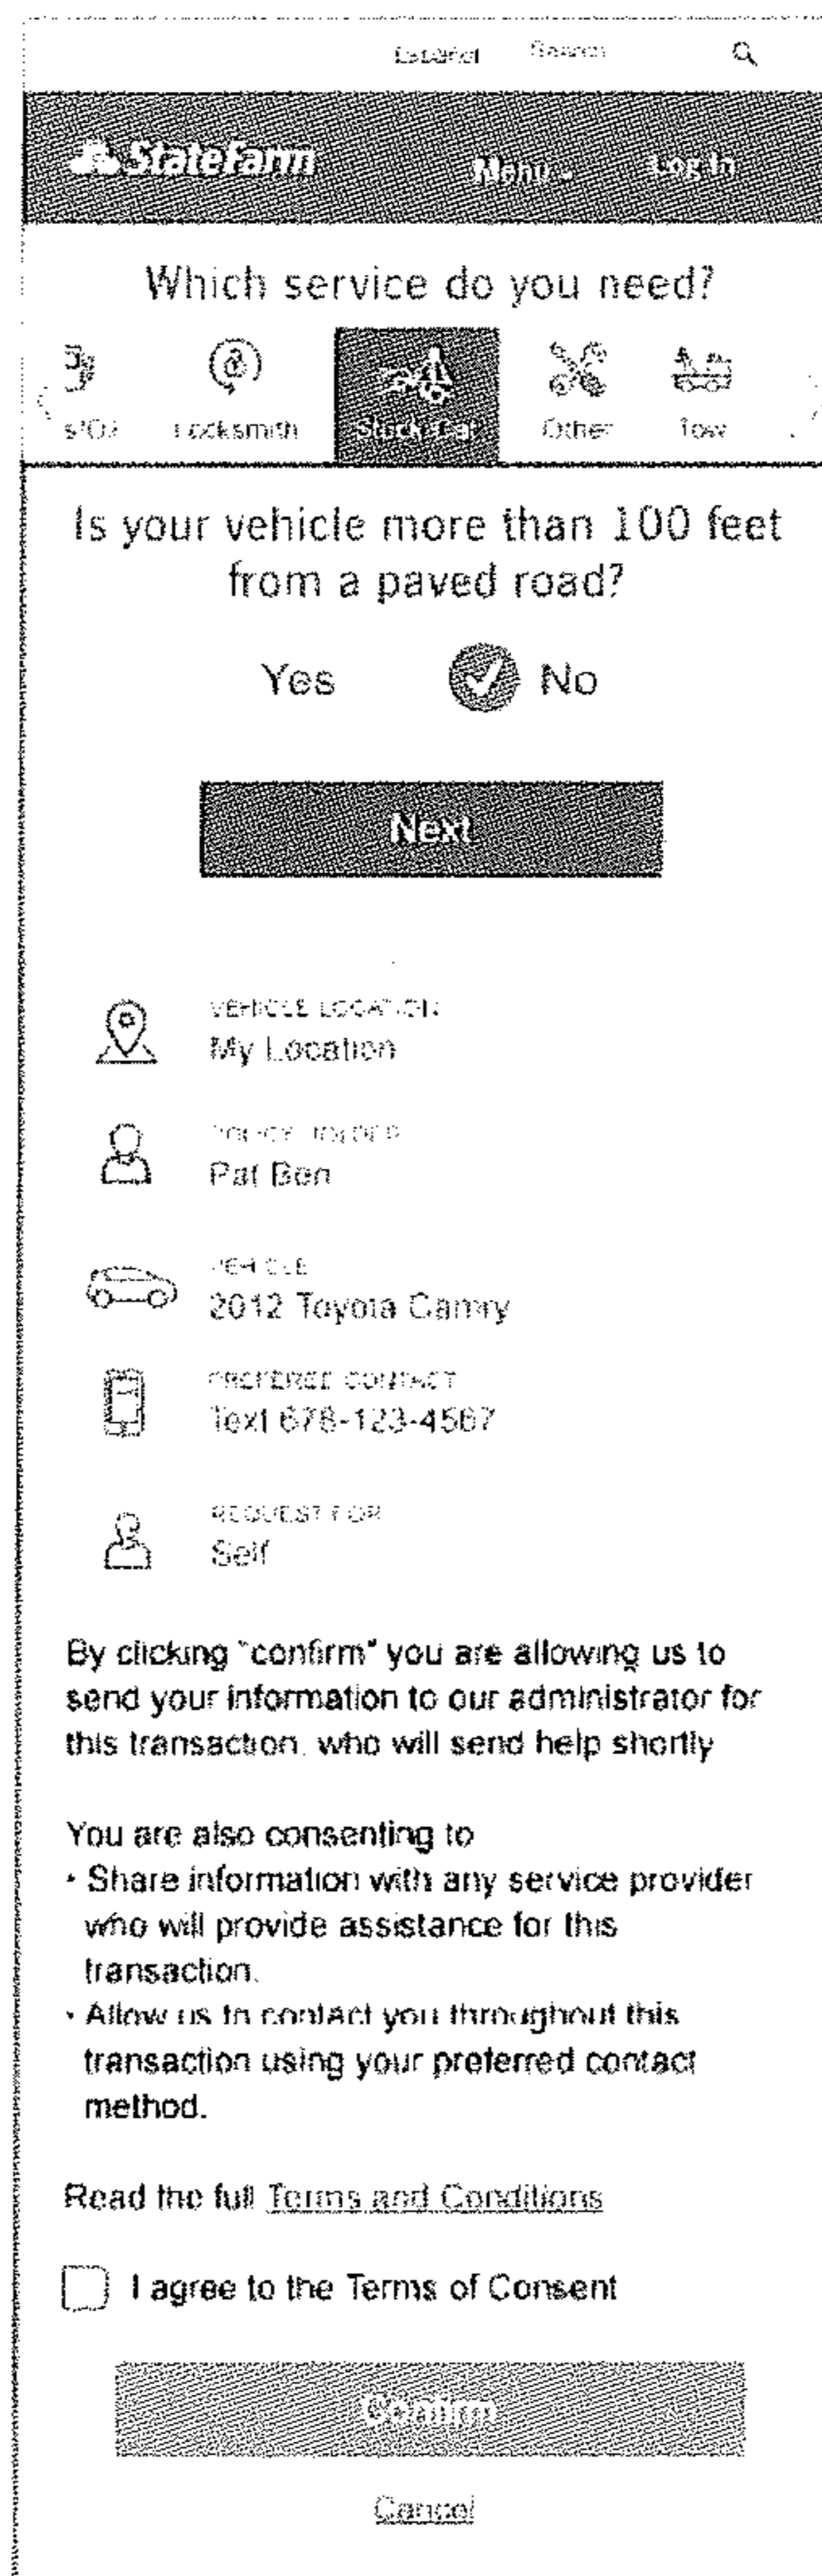 Español Search
StateFarm Menu Log In
Which service do you need?
Locksmith Stuck Car Other Tow
Is your vehicle more than 100 feet
from a paved road?
Yes No
Next
VEHICLE LOCATION
My Location
POLICY HOLDER
Pat Ben
VEHICLE
2012 Toyota Camry
PREFERED CONTACT
Text 678-123-4567
REQUEST FOR
Self
By clicking "confirm" you are allowing us to
send your information to our administrator for
this transaction, who will send help shortly
You are also consenting to
• Share information with any service provider
who will provide assistance for this
transaction.
• Allow us to contact you throughout this
transaction using your preferred contact
method.
Read the full Terms and Conditions
I agree to the Terms of Consent
Confirm
Cancel